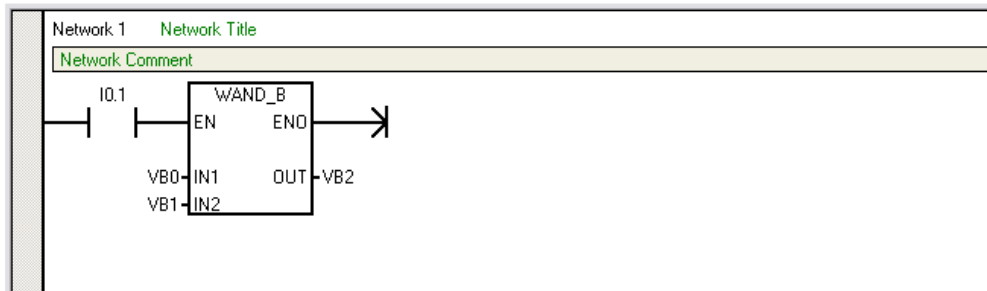 Network 1 Network Title
Network Comment
I0.1 WAND_B
EN ENO
VB0 IN1 OUT VB2
VB1 IN2